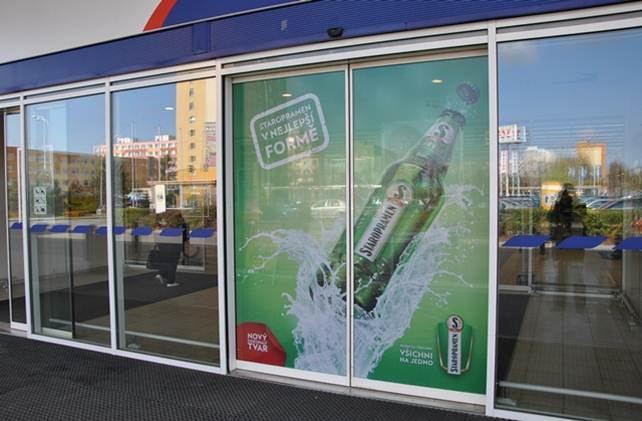 STAROPRAMEN
V NEJLEPŠÍ
FORMĚ
S
STAROPRAMEN
NOVÝ
TVAR
VŠICHNI
NA JEDNO
S
STAROPRAMEN